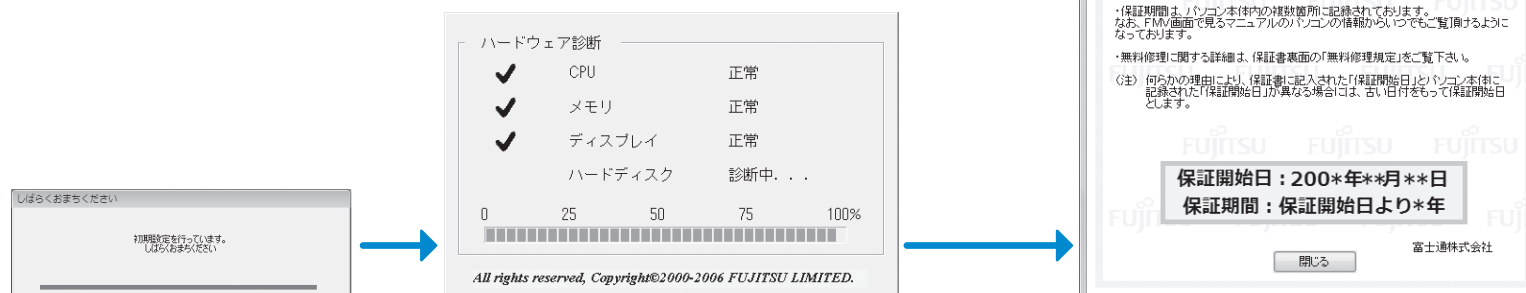 しばらくおまちください
初期設定を行っています。
しばらくおまちください
ハードウェア診断
CPU 正常
メモリ 正常
ディスプレイ 正常
ハードディスク 診断中. . .
0 25 50 75 100%
All rights reserved, Copyright©2000-2006 FUJITSU LIMITED.
・保証期間は、パソコン本体内の複数箇所に記録されております。
なお、FMV画面で見るマニュアルのパソコンの情報からいつでもご覧頂けるように
なっております。
・無料修理に関する詳細は、保証書裏面の「無料修理規定」をご覧下さい。
(注) 何らかの理由により、保証書に記入された「保証開始日」とパソコン本体に
記録された「保証開始日」が異なる場合には、古い日付をもって保証開始日
とします。
FUJITSU FUJITSU FUJITSU
保証開始日：200*年**月**日
保証期間：保証開始日より*年
富士通株式会社
閉じる